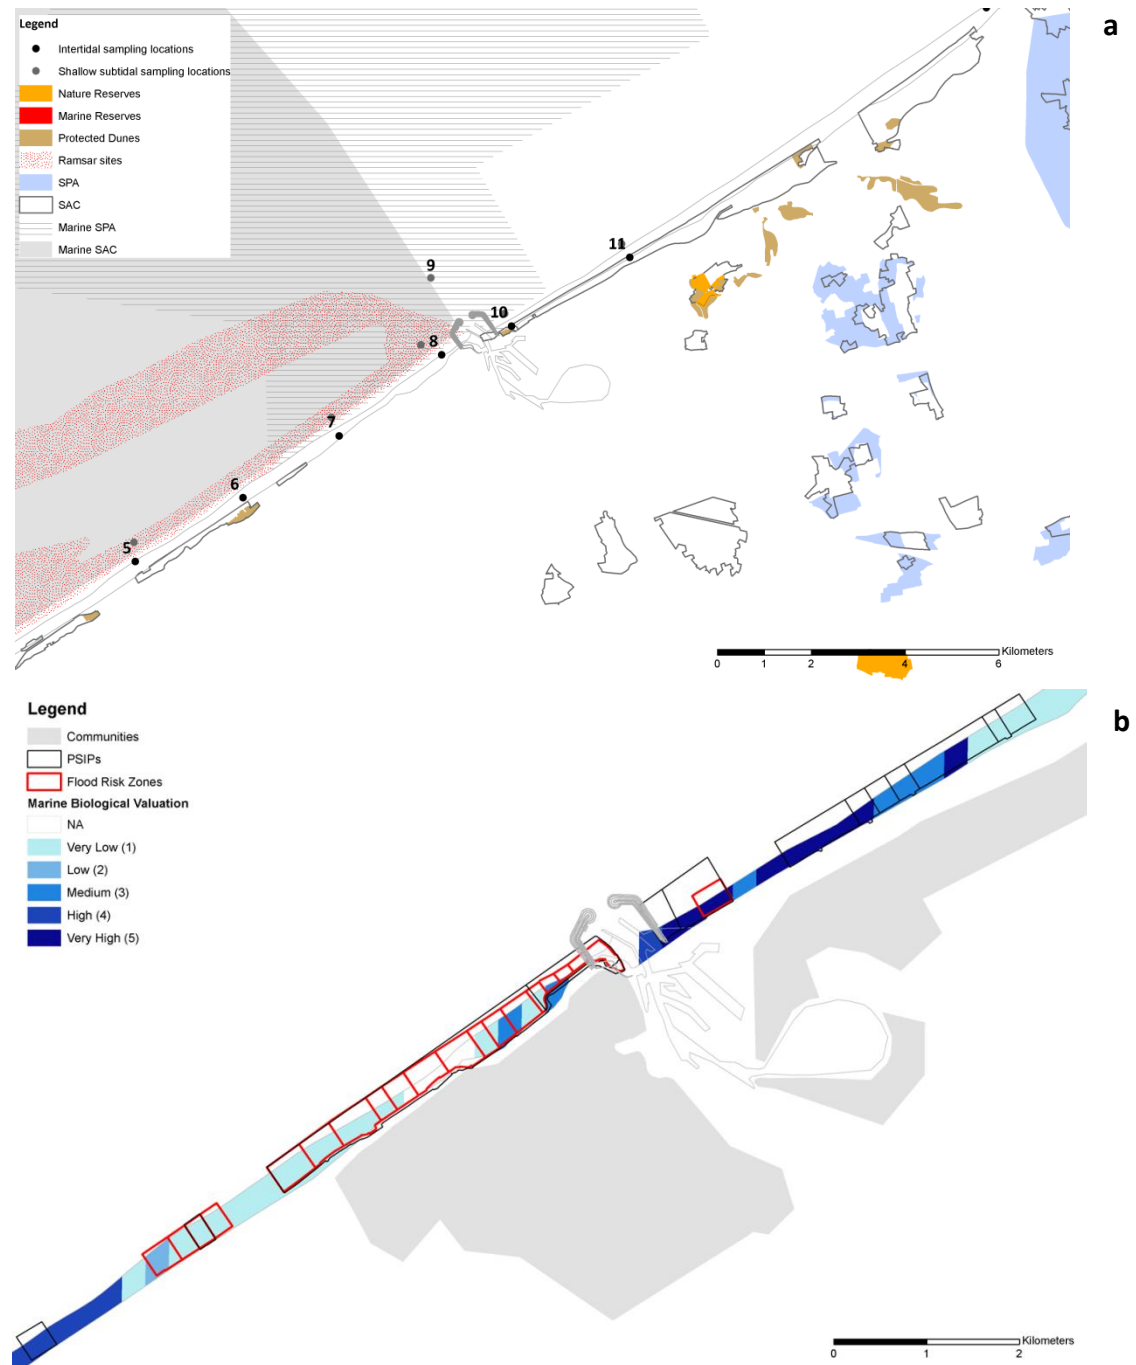 a
Legend
Intertidal sampling locations
Shallow subtidal sampling locations
Nature Reserves
Marine Reserves
Protected Dunes
Ramsar sites
SPA
SAC
Marine SPA
Marine SAC
11
9
10
8
7
6
5
Kilometers
0 1 2 4 6
b
Legend
Communities
PSIPs
Flood Risk Zones
Marine Biological Valuation
NA
Very Low (1)
Low (2)
Medium (3)
High (4)
Very High (5)
Kilometers
0 1 2